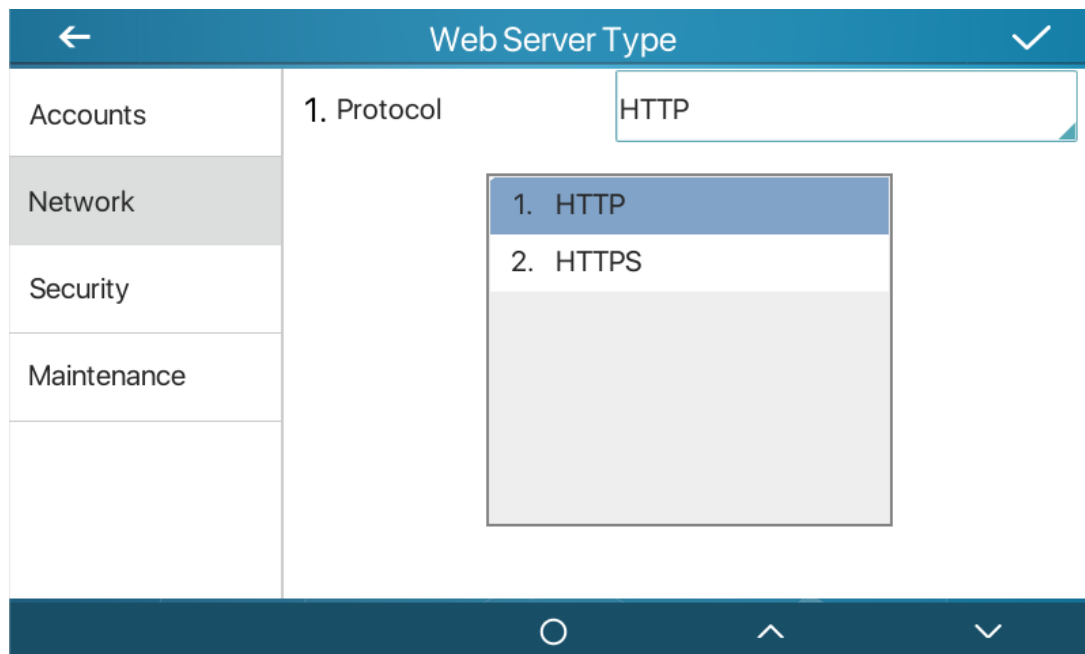 Web Server Type
Accounts
Network
Security
Maintenance
1. Protocol
HTTP
1. HTTP
2. HTTPS